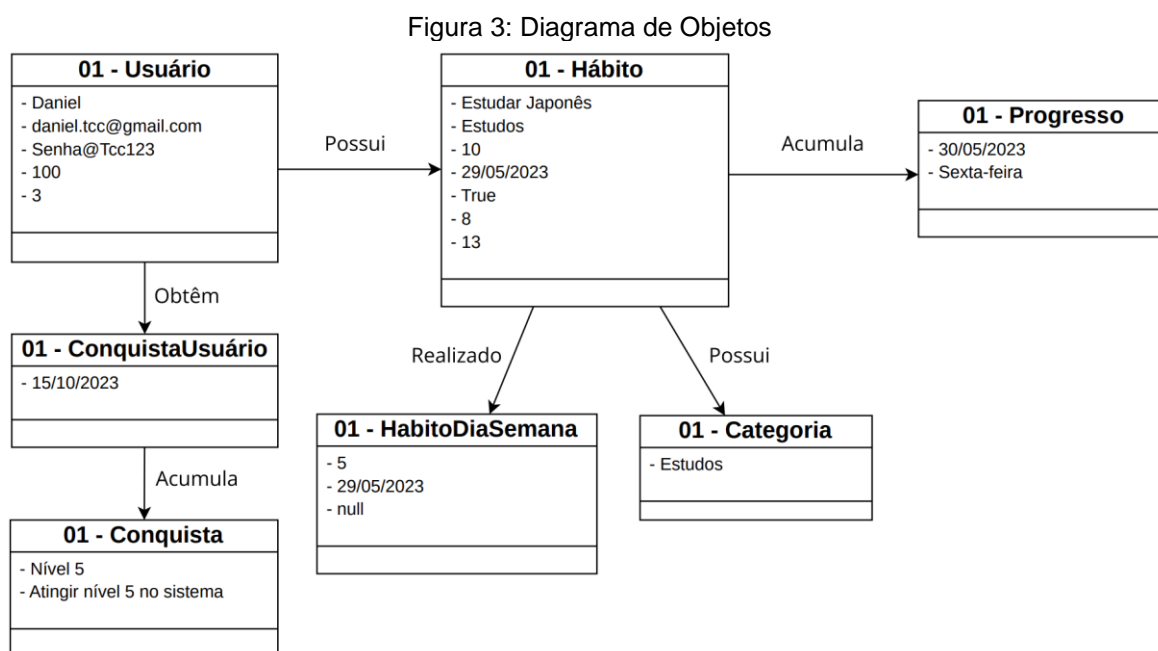 Figura 3: Diagrama de Objetos
01 - Usuário
- Daniel
- daniel.tcc@gmail.com
- Senha@Tcc123
- 100
- 3
Possui
01 - Hábito
- Estudar Japonês
- Estudos
- 10
- 29/05/2023
- True
- 8
- 13
Acumula
01 - Progresso
- 30/05/2023
- Sexta-feira
Obtêm
01 - ConquistaUsuário
- 15/10/2023
Acumula
01 - Conquista
- Nível 5
- Atingir nível 5 no sistema
Realizado
01 - HabitoDiaSemana
- 5
- 29/05/2023
- null
Possui
01 - Categoria
- Estudos